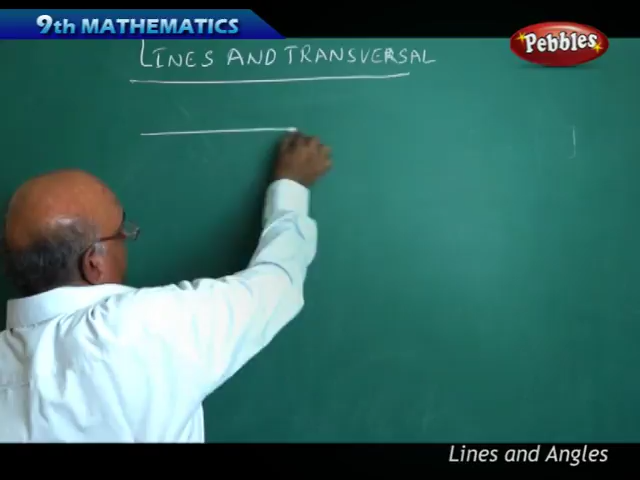 9th MATHEMATICS
Pebbles
LINES AND TRANSVERSAL
Lines and Angles